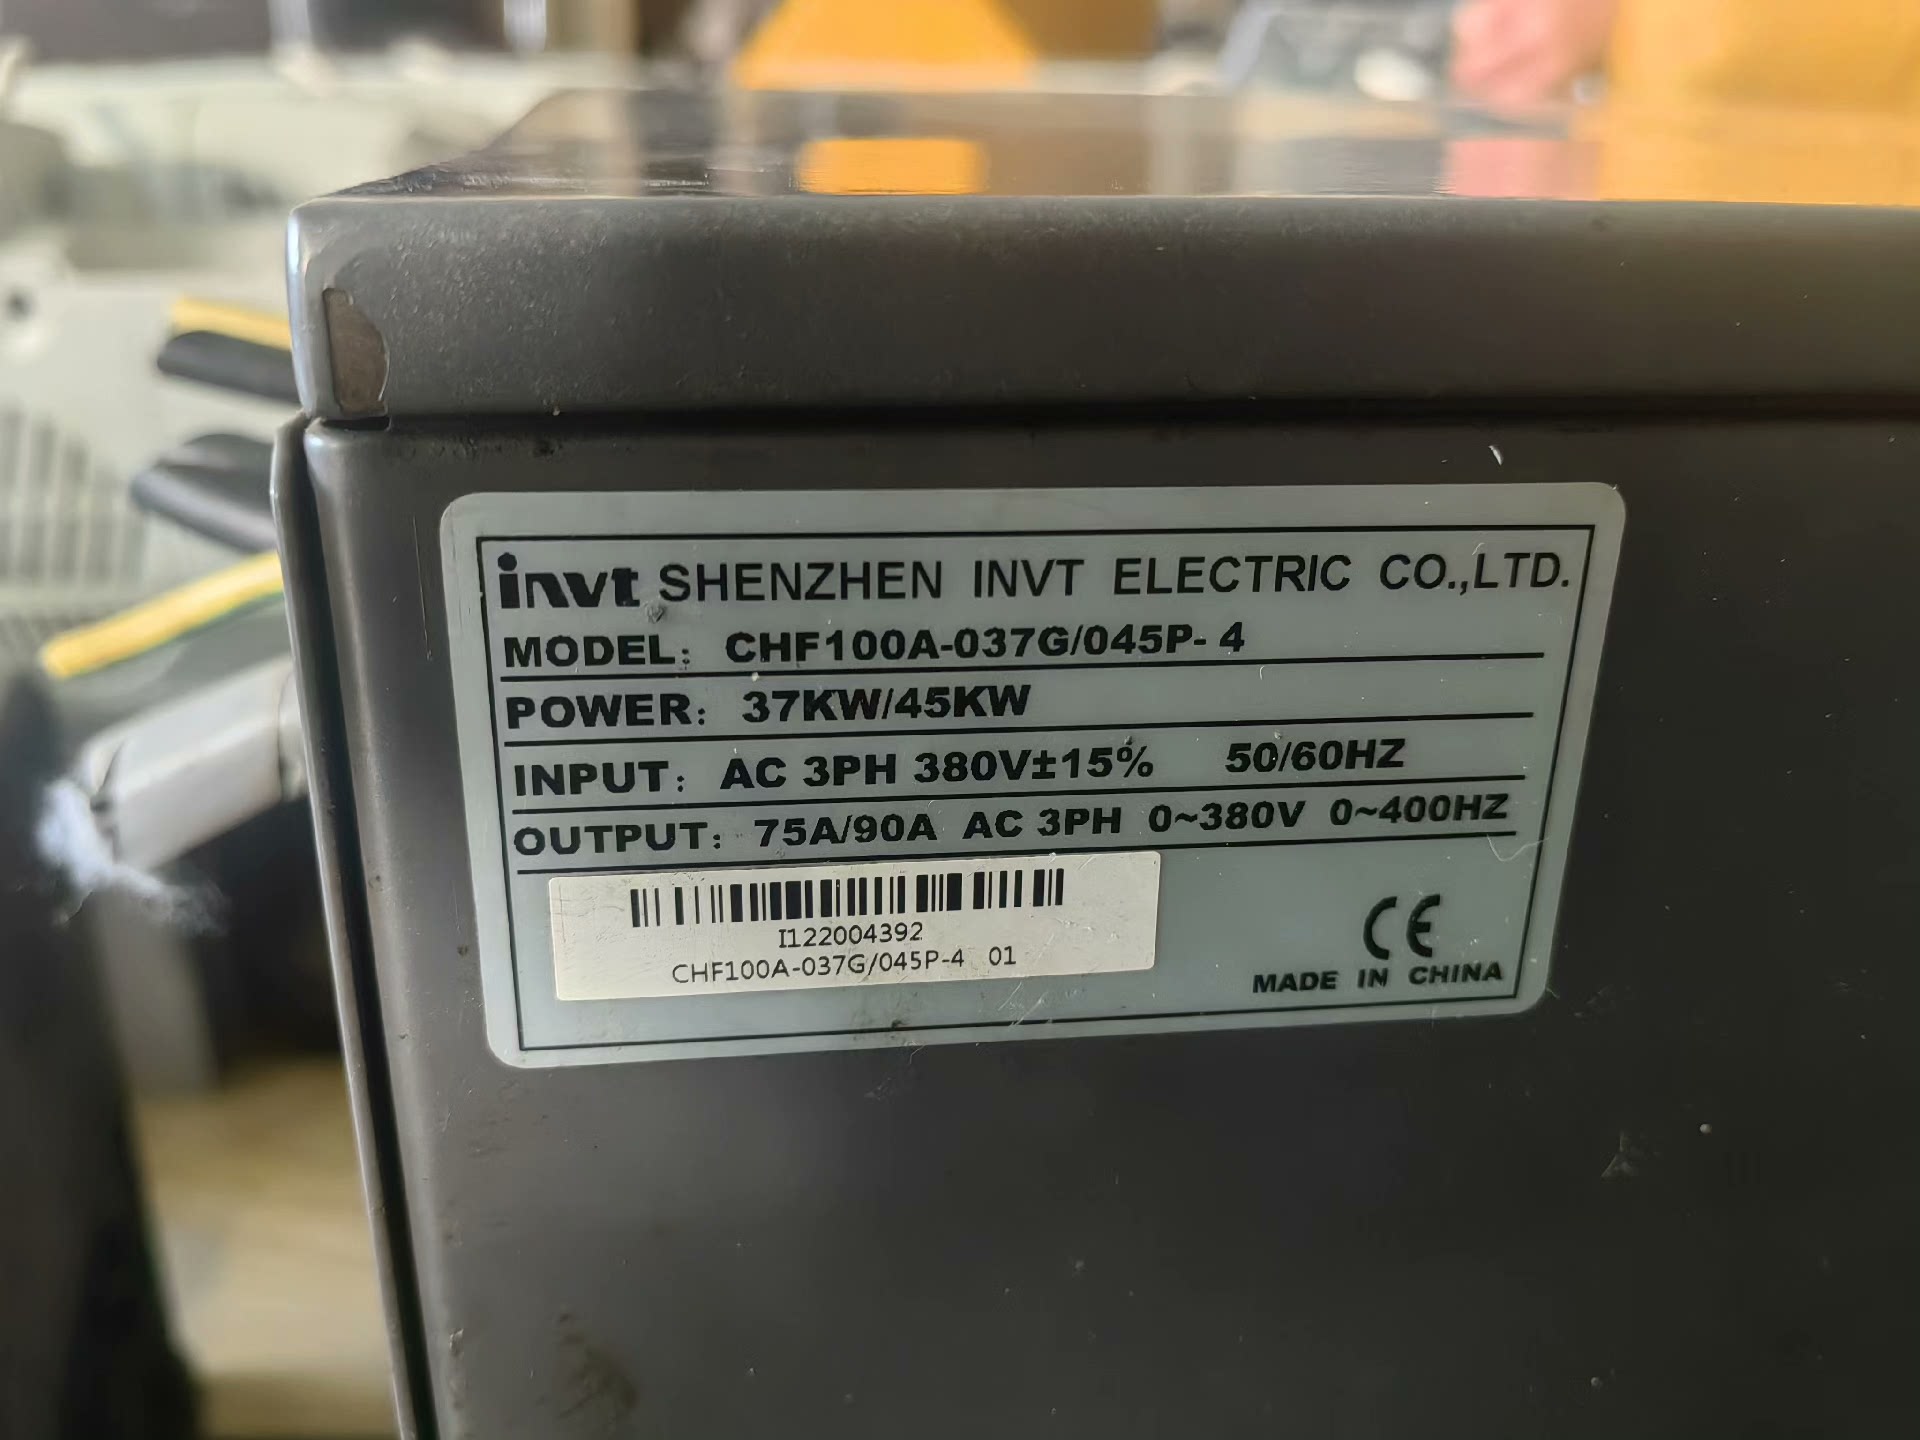 invt SHENZHEN INVT ELECTRIC CO.,LTD.
MODEL: CHF100A-037G/045P-4
POWER: 37KW/45KW
INPUT: AC 3PH 380V±15% 50/60HZ
OUTPUT: 75A/90A AC 3PH 0~380V 0~400HZ
I122004392
CHF100A-037G/045P-4 01
CE
MADE IN CHINA